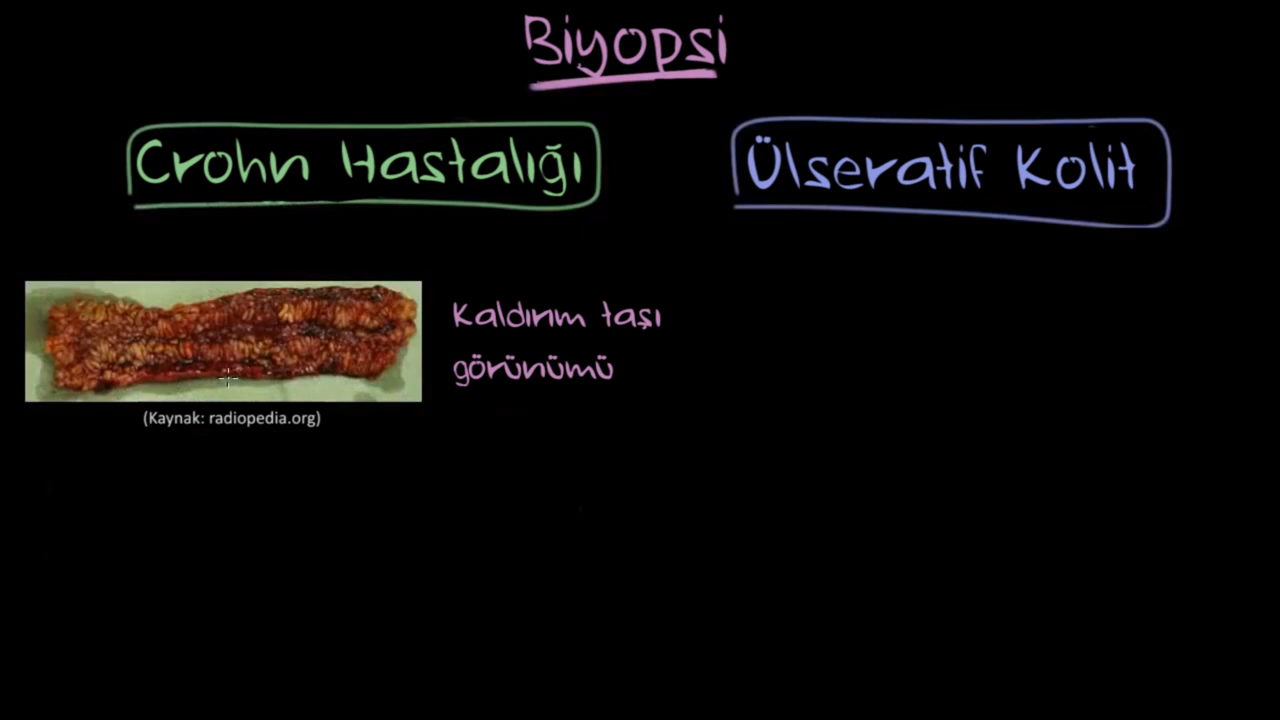 Biyopsi
Crohn Hastalığı
Ülseratif Kolit
Kaldırım taşı
görünümü
(Kaynak: radiopedia.org)